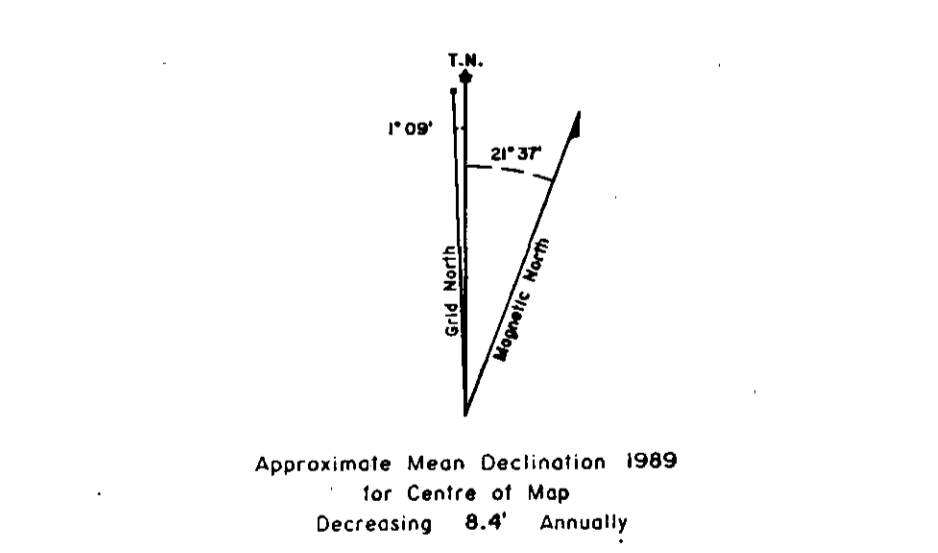 T.N.
1° 09'
21° 37'
Grid North
Magnetic North
Approximate Mean Declination 1989
for Centre of Map
Decreasing 8.4' Annually